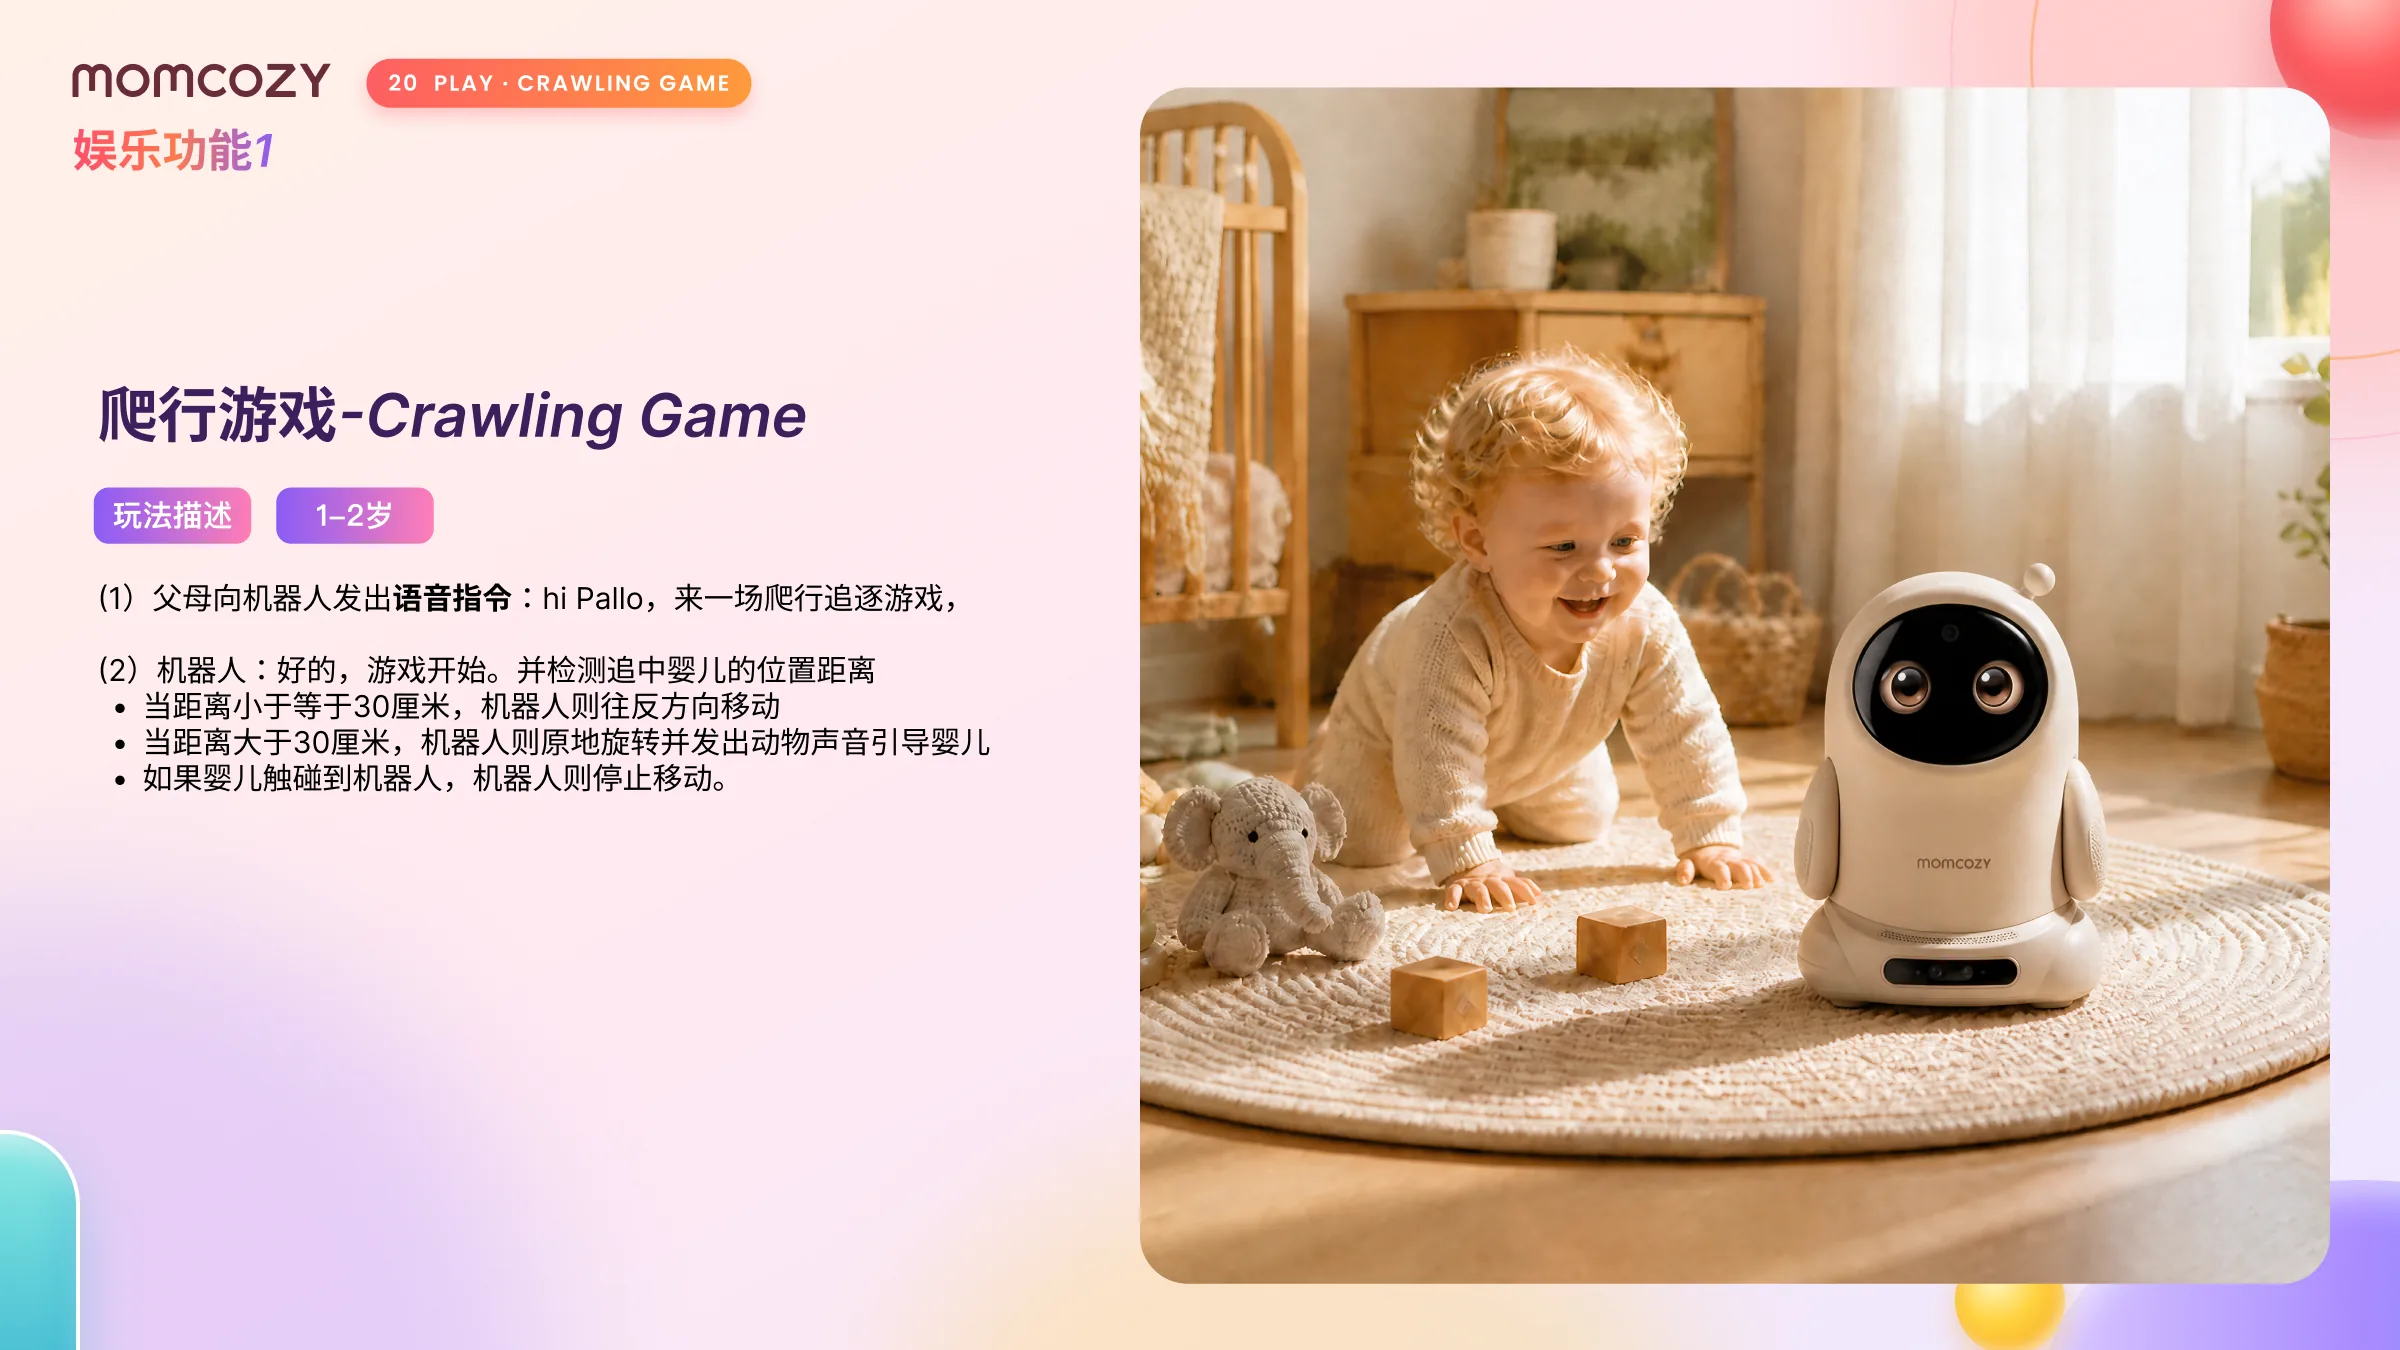 momcozy
20 PLAY · CRAWLING GAME
娱乐功能1
爬行游戏-Crawling Game
玩法描述
1–2岁
(1）父母向机器人发出语音指令：hi Pallo，来一场爬行追逐游戏，
(2）机器人：好的，游戏开始。并检测追中婴儿的位置距离
• 当距离小于等于30厘米，机器人则往反方向移动
• 当距离大于30厘米，机器人则原地旋转并发出动物声音引导婴儿
• 如果婴儿触碰到机器人，机器人则停止移动。
momcozy